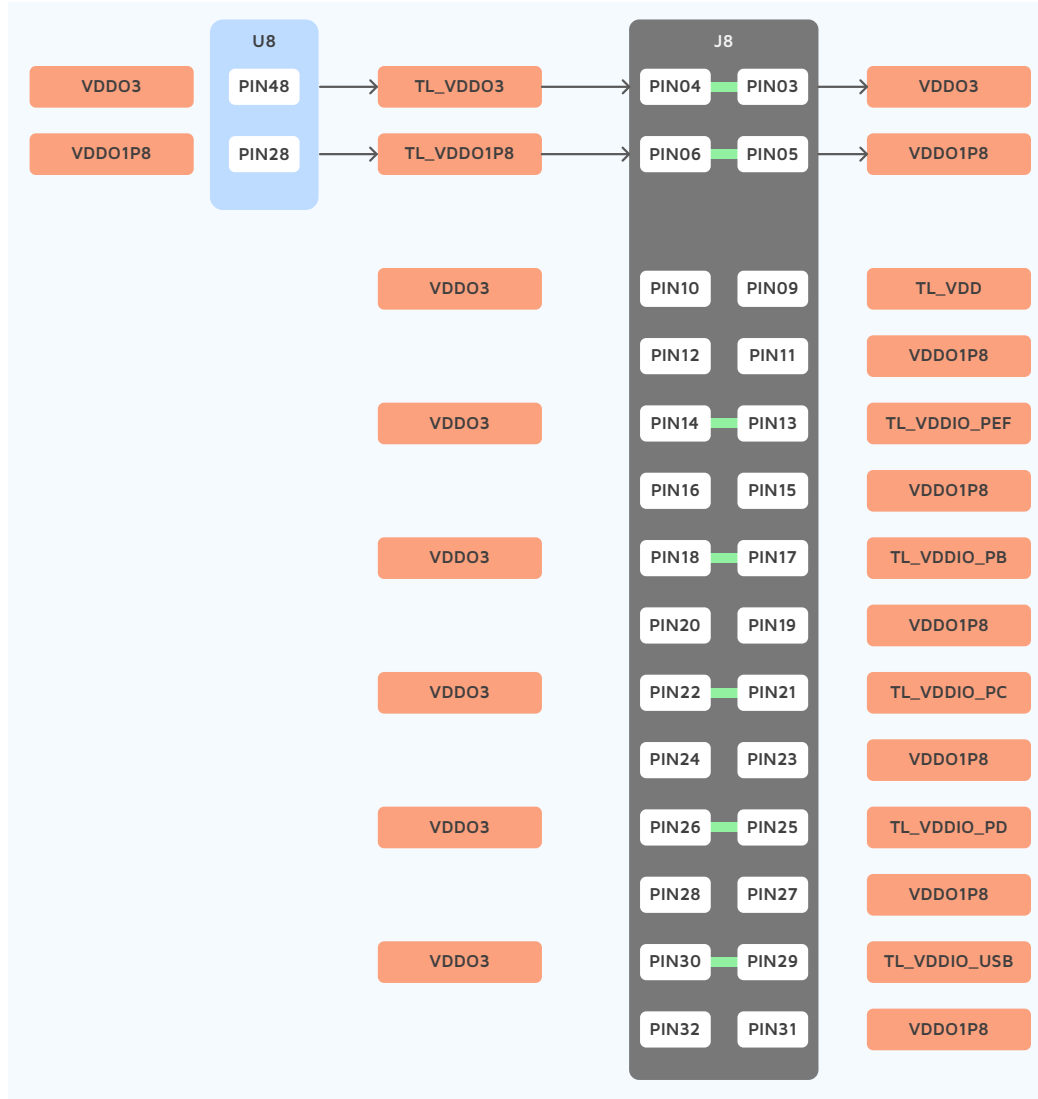 U8 J8
VDDO3 PIN48 TL_VDDO3 PIN04 PIN03 VDDO3
VDDO1P8 PIN28 TL_VDDO1P8 PIN06 PIN05 VDDO1P8
VDDO3 PIN10 PIN09 TL_VDD
PIN12 PIN11 VDDO1P8
VDDO3 PIN14 PIN13 TL_VDDIO_PEF
PIN16 PIN15 VDDO1P8
VDDO3 PIN18 PIN17 TL_VDDIO_PB
PIN20 PIN19 VDDO1P8
VDDO3 PIN22 PIN21 TL_VDDIO_PC
PIN24 PIN23 VDDO1P8
VDDO3 PIN26 PIN25 TL_VDDIO_PD
PIN28 PIN27 VDDO1P8
VDDO3 PIN30 PIN29 TL_VDDIO_USB
PIN32 PIN31 VDDO1P8